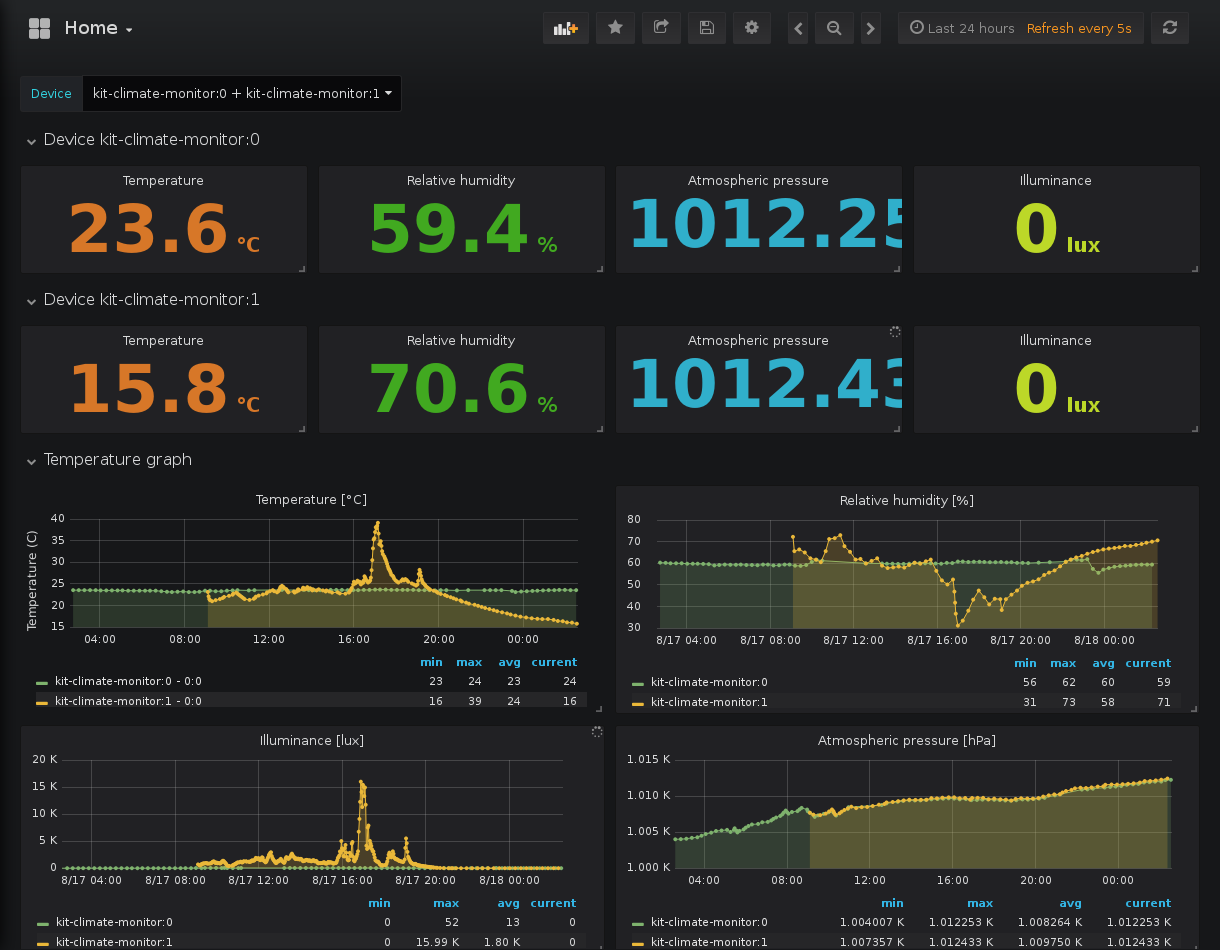 Home
Last 24 hours Refresh every 5s
Device kit-climate-monitor:0 + kit-climate-monitor:1
Device kit-climate-monitor:0
Temperature Relative humidity Atmospheric pressure Illuminance
23.6 °C 59.4 % 1012.25 0 lux
Device kit-climate-monitor:1
Temperature Relative humidity Atmospheric pressure Illuminance
15.8 °C 70.6 % 1012.43 0 lux
Temperature graph
Temperature [°C]
Temperature (C)
40
35
30
25
20
15
04:00 08:00 12:00 16:00 20:00 00:00
min max avg current
kit-climate-monitor:0 - 0:0 23 24 23 24
kit-climate-monitor:1 - 0:0 16 39 24 16
Relative humidity [%]
80
70
60
50
40
30
8/17 04:00 8/17 08:00 8/17 12:00 8/17 16:00 8/17 20:00 8/18 00:00
min max avg current
kit-climate-monitor:0 56 62 60 59
kit-climate-monitor:1 31 73 58 71
Illuminance [lux]
20 K
15 K
10 K
5 K
0
8/17 04:00 8/17 08:00 8/17 12:00 8/17 16:00 8/17 20:00 8/18 00:00
min max avg current
kit-climate-monitor:0 0 52 13 0
kit-climate-monitor:1 0 15.99 K 1.80 K 0
Atmospheric pressure [hPa]
1.015 K
1.010 K
1.005 K
1.000 K
04:00 08:00 12:00 16:00 20:00 00:00
min max avg current
kit-climate-monitor:0 1.004007 K 1.012253 K 1.008264 K 1.012253 K
kit-climate-monitor:1 1.007357 K 1.012433 K 1.009750 K 1.012433 K